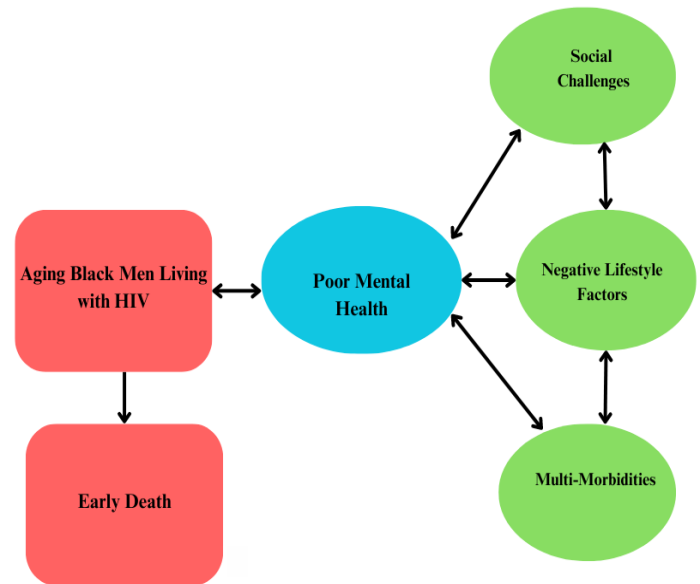 Social
Challenges
Aging Black Men Living
with HIV
Poor Mental
Health
Negative Lifestyle
Factors
Early Death
Multi-Morbidities